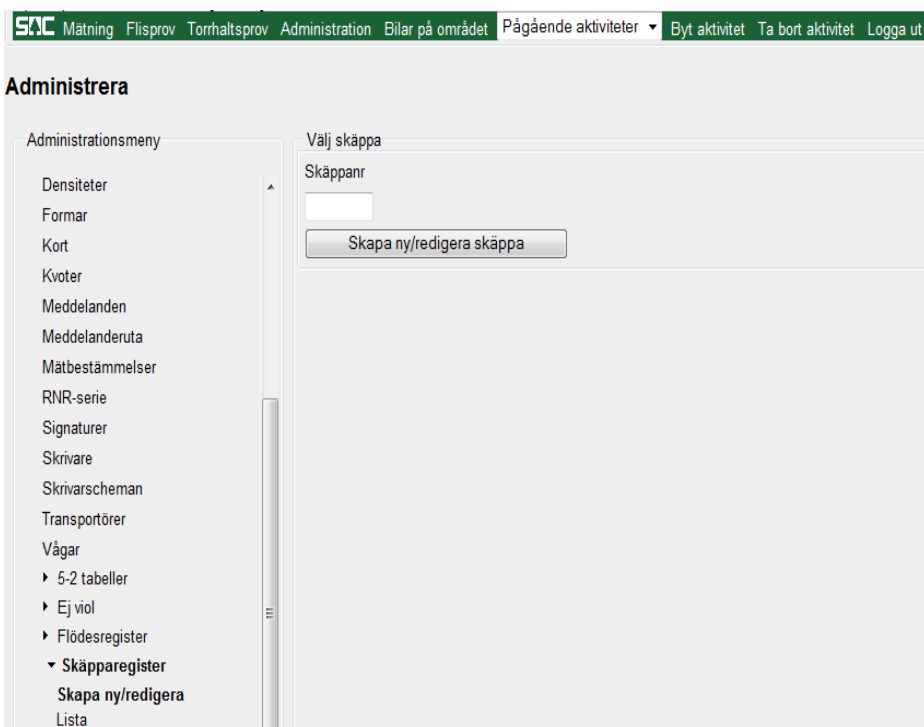 SDC Mätning Flisprov Torrhaltsprov Administration Bilar på området Pågående aktiviteter Byt aktivitet Ta bort aktivitet Logga ut
Administrera
Administrationsmeny
Densiteter
Formar
Kort
Kvoter
Meddelanden
Meddelanderuta
Mätbestämmelser
RNR-serie
Signaturer
Skrivare
Skrivarscheman
Transportörer
Vågar
5-2 tabeller
Ej viol
Flödesregister
Skäpparegister
Skapa ny/redigera
Lista
Välj skäppa
Skäppanr
Skapa ny/redigera skäppa